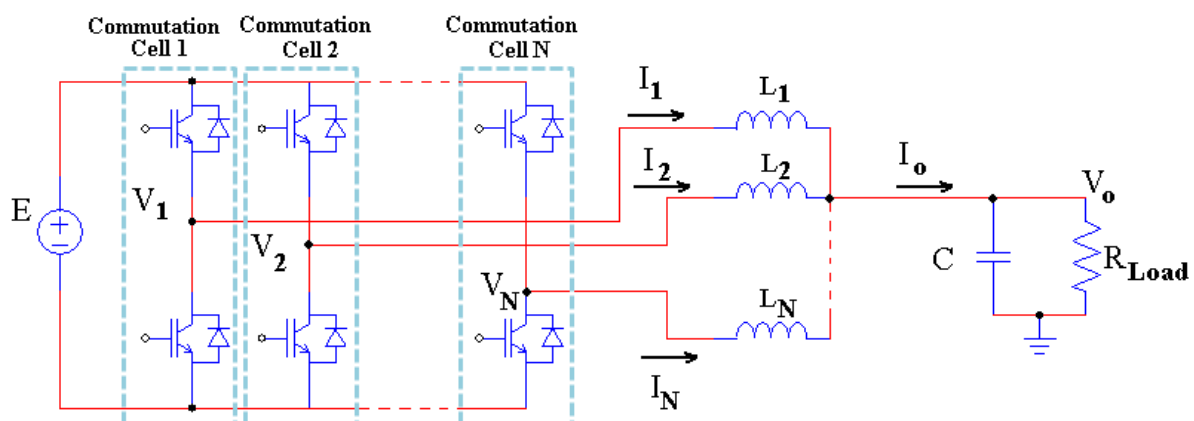 Commutation
Cell 1
Commutation
Cell 2
Commutation
Cell N
E
V1
V2
VN
I1
L1
I2
L2
IN
LN
Io
Vo
C
RLoad